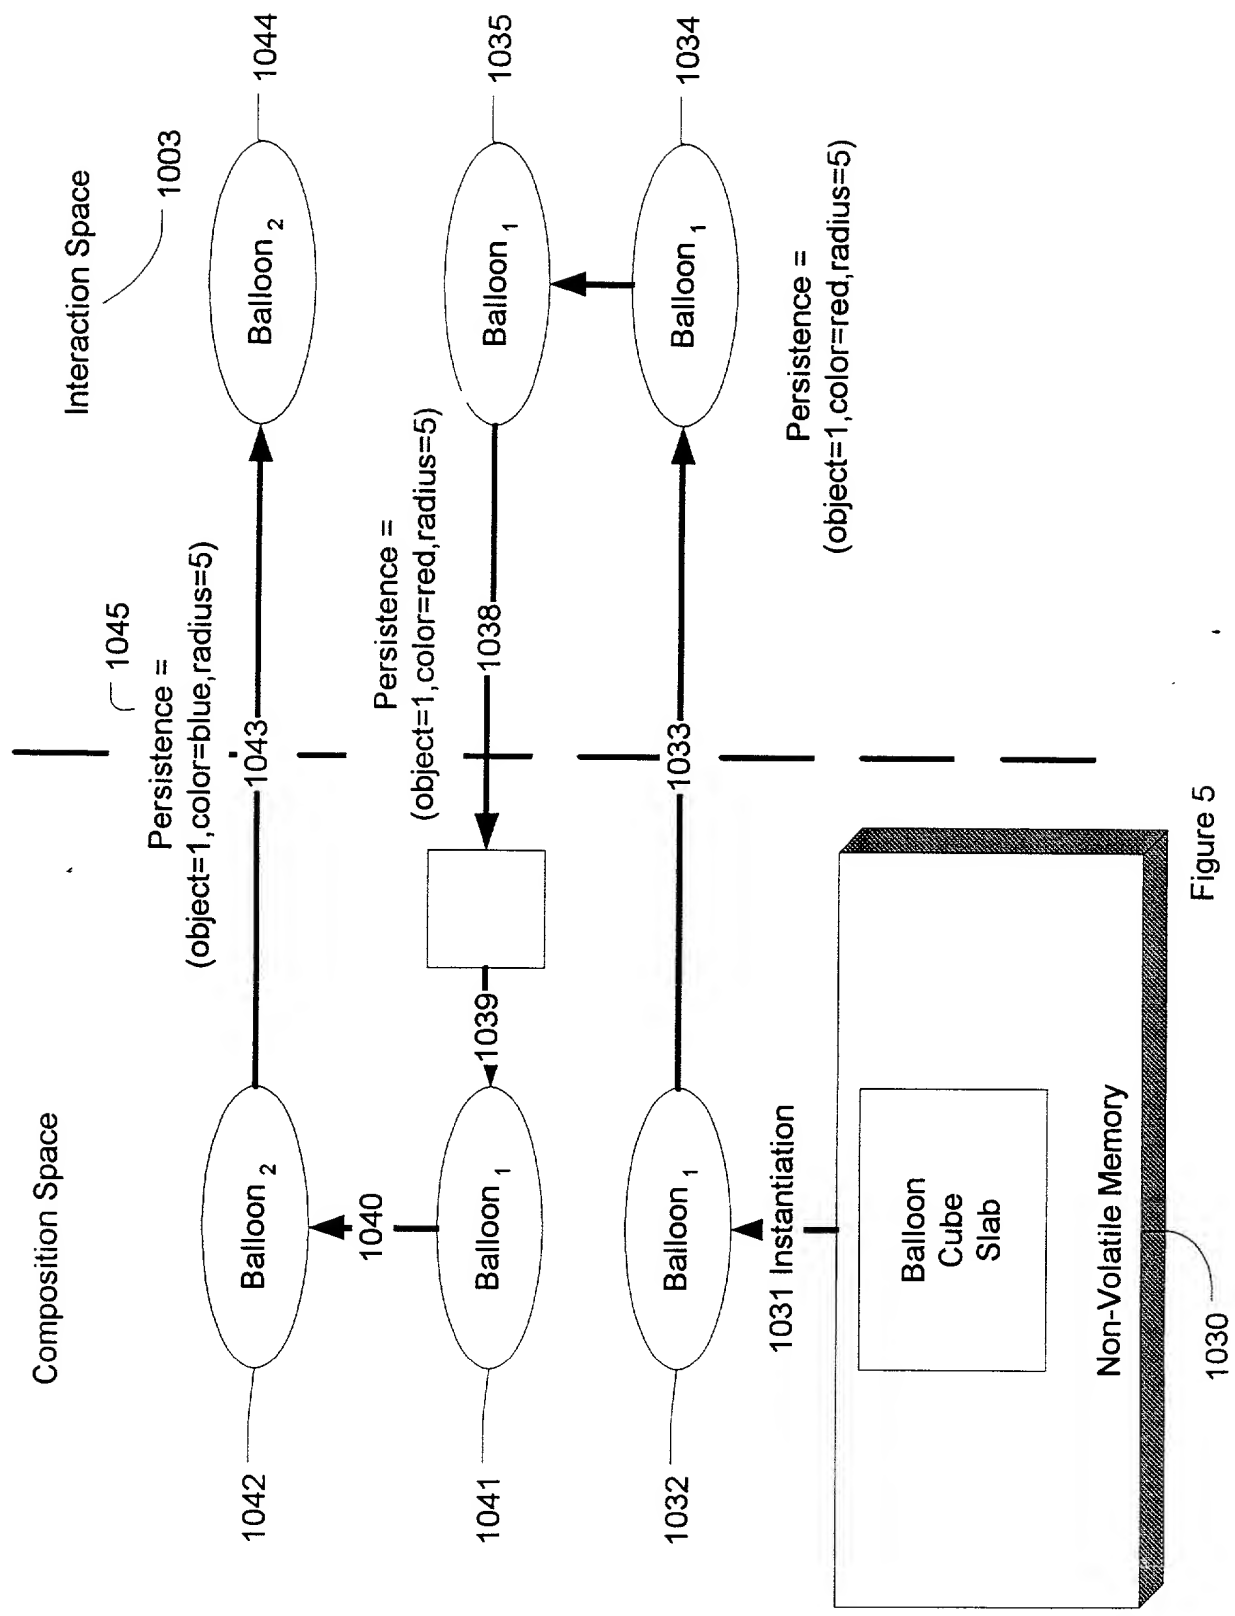 Composition Space
Interaction Space
1003
1045
Persistence =
(object=1,color=blue,radius=5)
1042
Balloon 2
1043
Balloon 2
1044
1040
Persistence =
(object=1,color=red,radius=5)
1041
Balloon 1
1039
1038
Balloon 1
1035
1032
Balloon 1
1033
Balloon 1
1034
1031 Instantiation
Persistence =
(object=1,color=red,radius=5)
Balloon
Cube
Slab
Non-Volatile Memory
1030
Figure 5